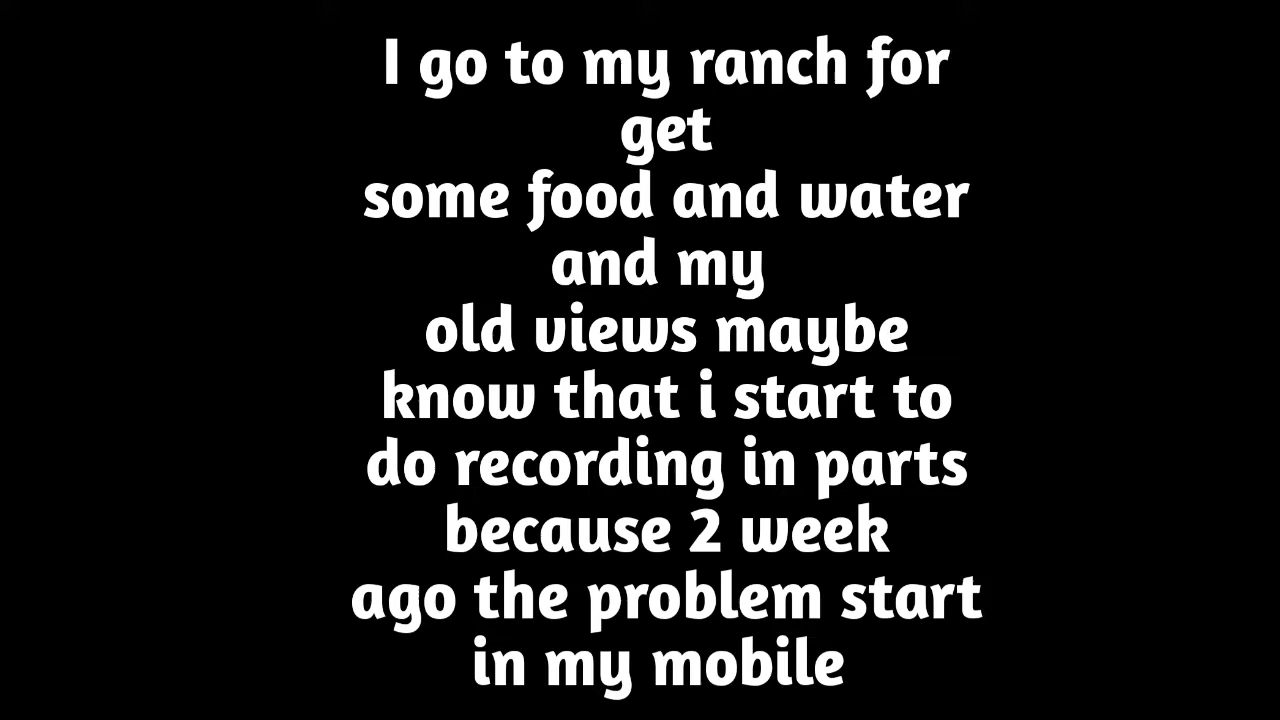 I go to my ranch for
get
some food and water
and my
old views maybe
know that i start to
do recording in parts
because 2 week
ago the problem start
in my mobile